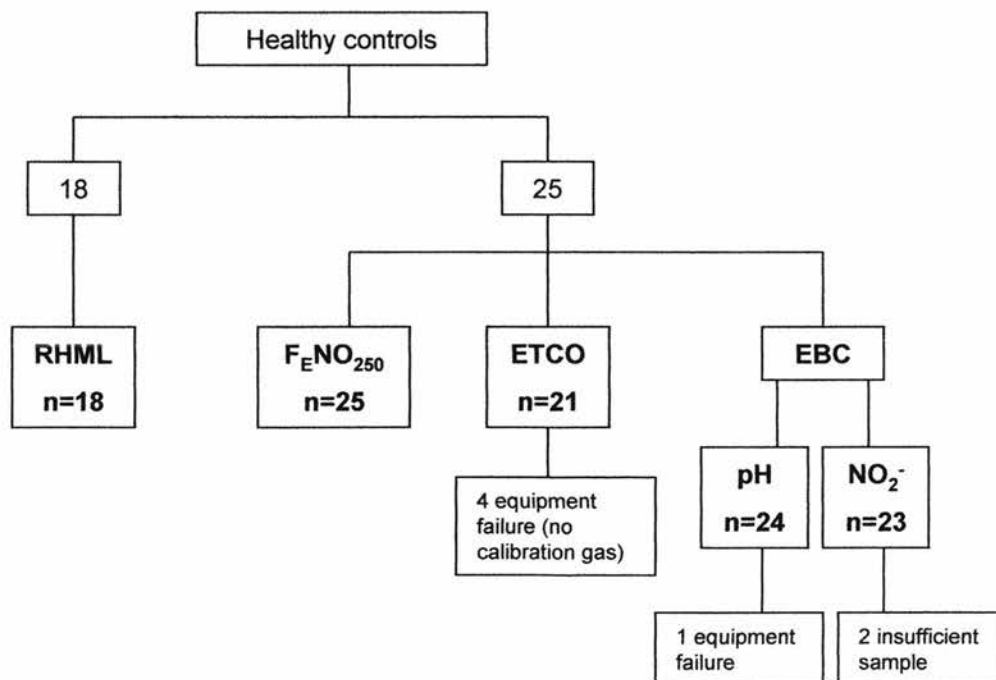 Healthy controls
18
25
RHML
n=18
FENO250
n=25
ETCO
n=21
EBC
4 equipment
failure (no
calibration gas)
pH
n=24
NO2-
n=23
1 equipment
failure
2 insufficient
sample